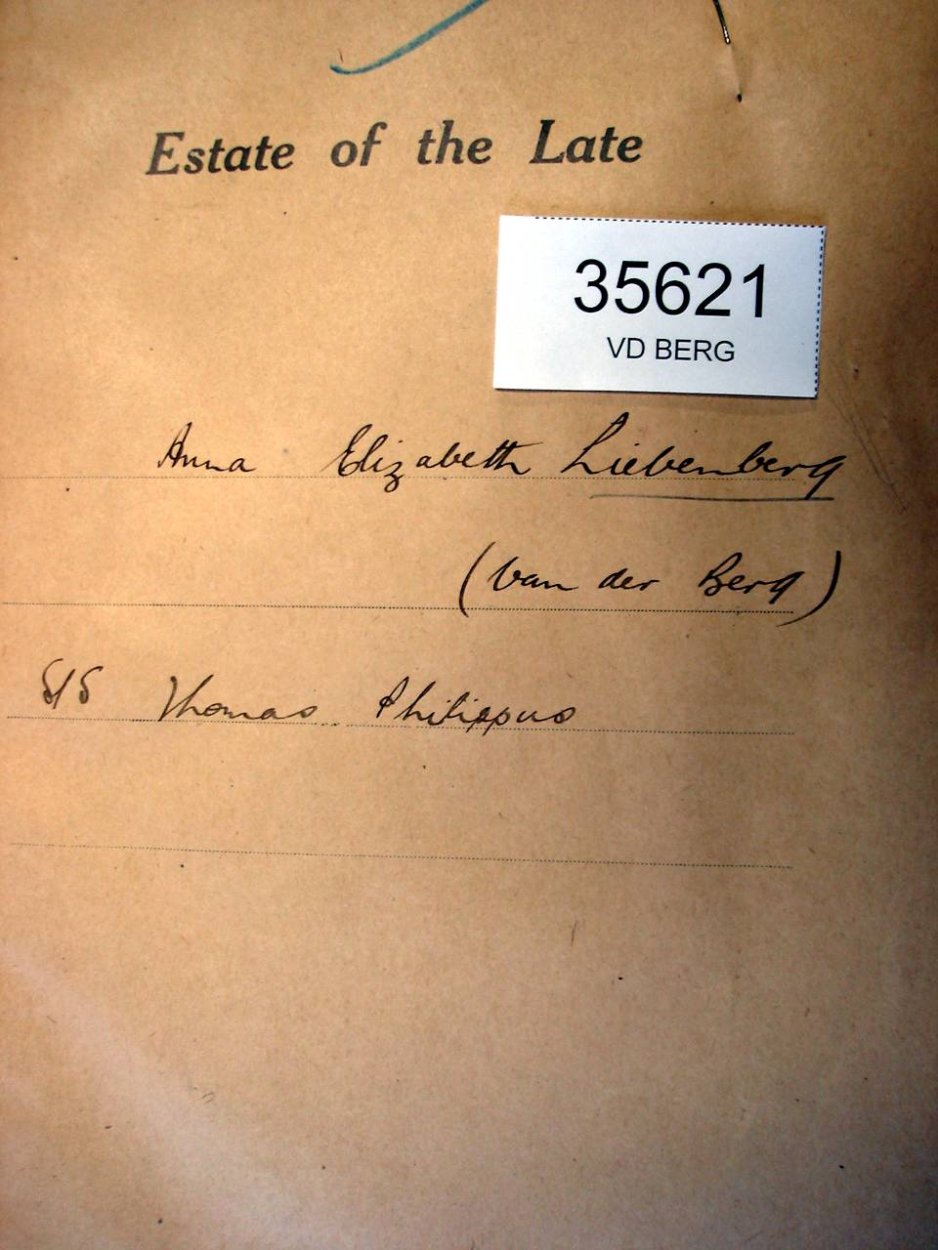 Estate of the Late
35621
VD BERG
Anna Elizabeth Liebenberg
(van der Berg)
S/S Thomas Philippus